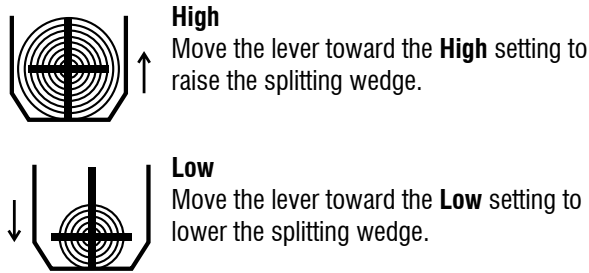 High
Move the lever toward the High setting to
raise the splitting wedge.
Low
Move the lever toward the Low setting to
lower the splitting wedge.